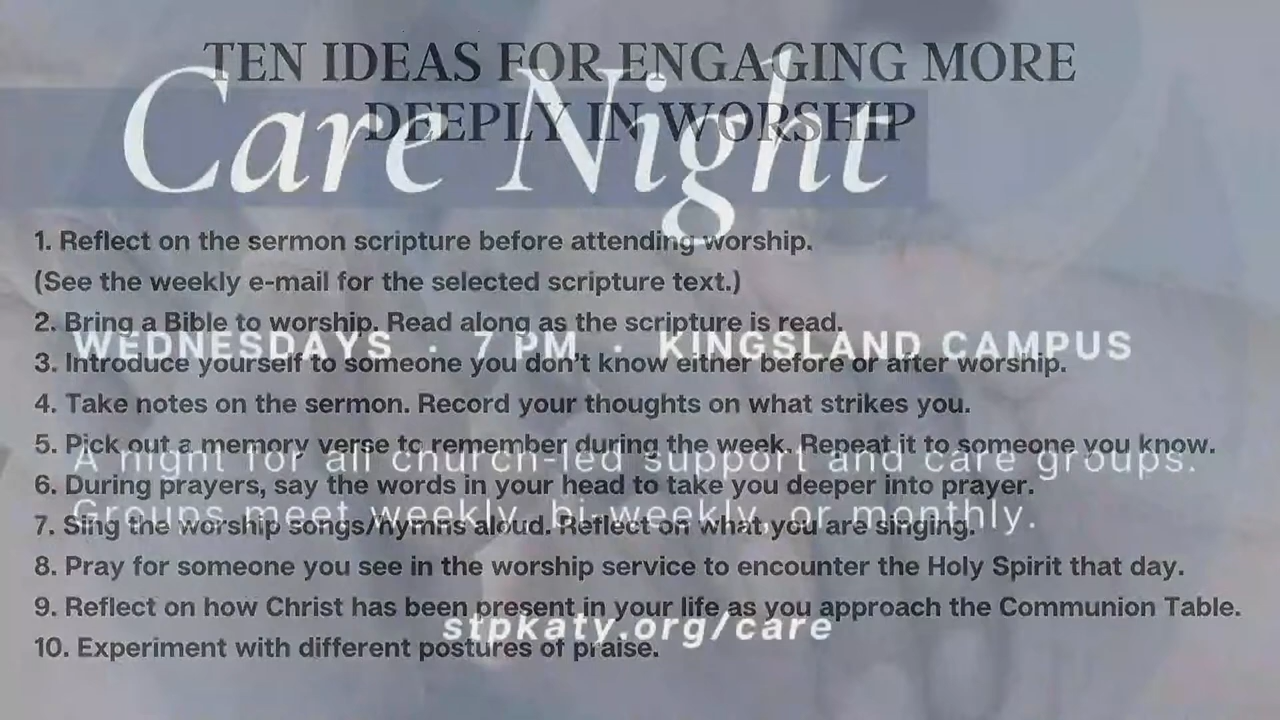 TEN IDEAS FOR ENGAGING MORE
DEEPLY IN WORSHIP
Care Night
1. Reflect on the sermon scripture before attending worship.
(See the weekly e-mail for the selected scripture text.)
2. Bring a Bible to worship. Read along as the scripture is read.
WEDNESDAYS · 7 PM · KINGSLAND CAMPUS
3. Introduce yourself to someone you don't know either before or after worship.
4. Take notes on the sermon. Record your thoughts on what strikes you.
5. Pick out a memory verse to remember during the week. Repeat it to someone you know.
A night for all church-led support and care groups.
6. During prayers, say the words in your head to take you deeper into prayer.
Groups meet weekly, bi-weekly, or monthly.
7. Sing the worship songs/hymns aloud. Reflect on what you are singing.
8. Pray for someone you see in the worship service to encounter the Holy Spirit that day.
9. Reflect on how Christ has been present in your life as you approach the Communion Table.
stpkaty.org/care
10. Experiment with different postures of praise.